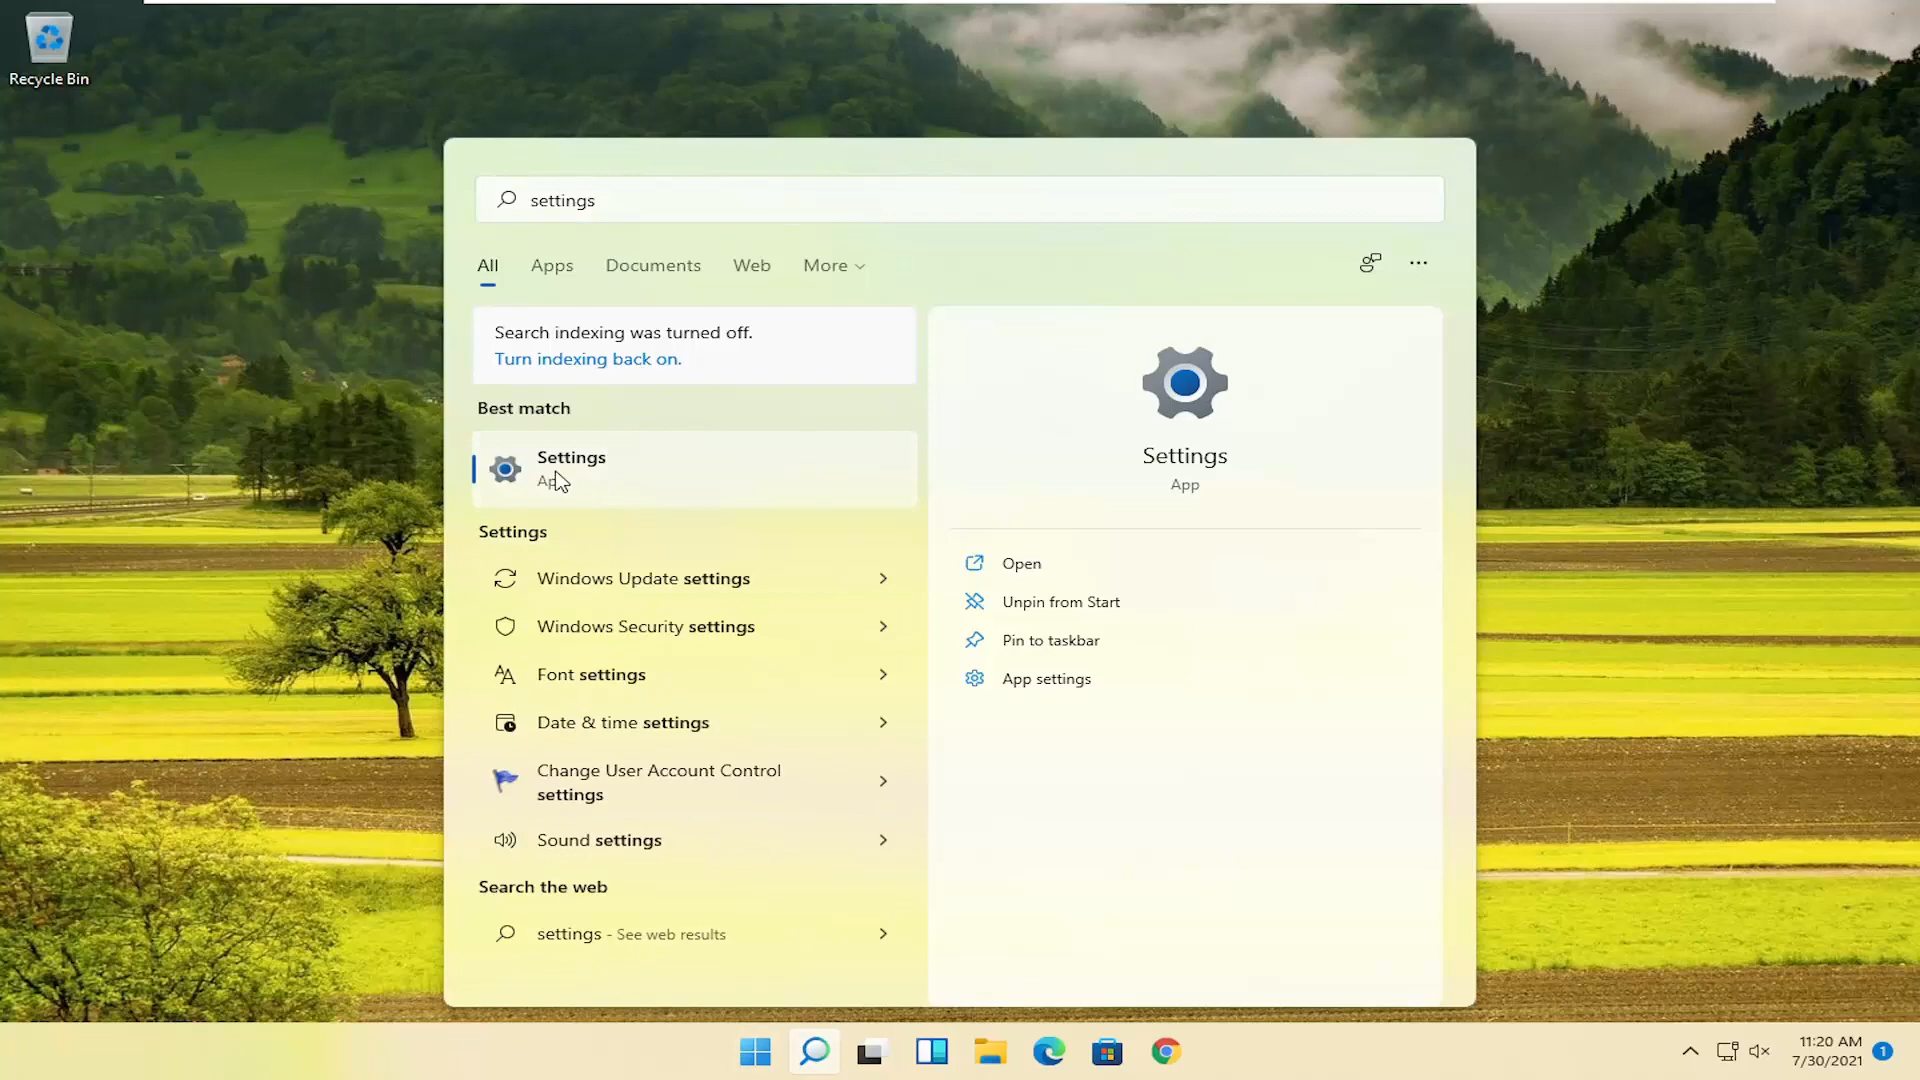 Recycle Bin
settings
All Apps Documents Web More
Search indexing was turned off.
Turn indexing back on.
Best match
Settings
App
Settings
Windows Update settings
Windows Security settings
Font settings
Date & time settings
Change User Account Control
settings
Sound settings
Search the web
settings - See web results
Settings
App
Open
Unpin from Start
Pin to taskbar
App settings
11:20 AM
7/30/2021
1